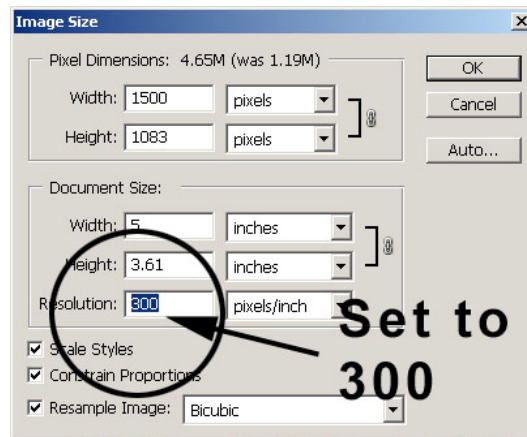 Image Size
Pixel Dimensions: 4.65M (was 1.19M)
Width: 1500 pixels
Height: 1083 pixels
OK
Cancel
Auto...
Document Size:
Width: 5 inches
Height: 3.61 inches
Resolution: 300 pixels/inch
Set to
300
Scale Styles
Constrain Proportions
Resample Image: Bicubic